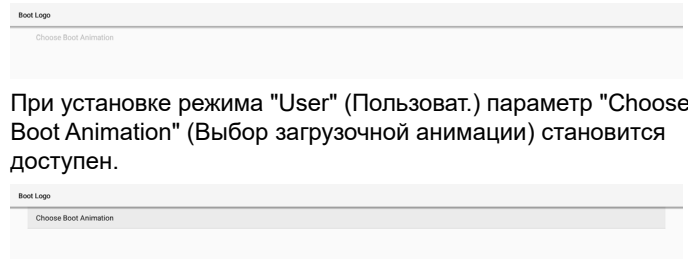 Boot Logo
Choose Boot Animation
При установке режима "User" (Пользоват.) параметр "Choose
Boot Animation" (Выбор загрузочной анимации) становится
доступен.
Boot Logo
Choose Boot Animation